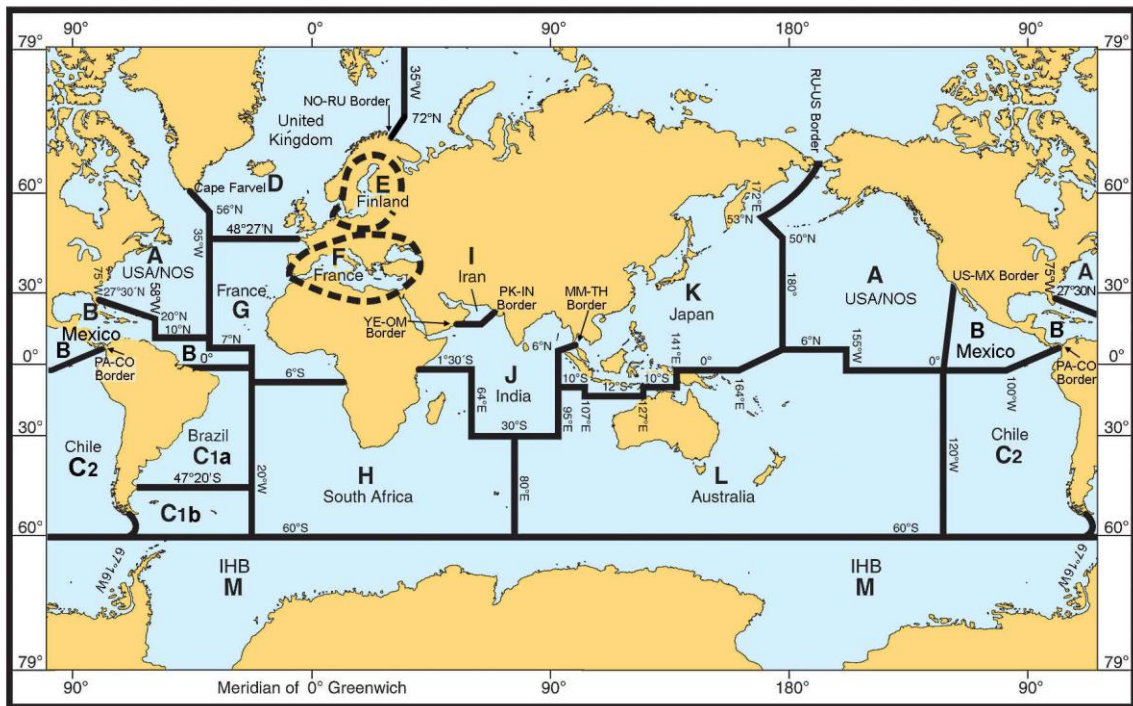 90°
0°
90°
180°
90°
79°
79°
NO-RU Border
35°W
72°N
RU-US Border
United
Kingdom
60°
60°
Cape Farvel
D
E
Finland
172°E
53°N
56°N
35°W
48°27'N
50°N
A
USA/NOS
75°W
27°30´N
58°W
20°N
10°N
7°N
F
France
France
G
I
Iran
PK-IN
Border
MM-TH
Border
YE-OM
Border
K
Japan
180°
A
USA/NOS
US-MX Border
75°W
A
27°30N
30°
30°
B
Mexico
B
PA-CO
Border
B
0°
0°
0°
6°S
1°30´S
64°E
J
India
6°N
10°S
12°S
10°S
95°E
107°E
127°E
141°E
0°
164°E
6°N
155°W
0°
B
Mexico
B
PA-CO
Border
100°W
30°
30°
30°S
Chile
C2
Brazil
C1a
47°20´S
C1b
20°W
H
South Africa
80°E
L
Australia
120°W
Chile
C2
60°
60°S
60°S
60°
67°16W
IHB
M
IHB
M
67°16W
79°
79°
90°
Meridian of
0°
Greenwich
90°
180°
90°